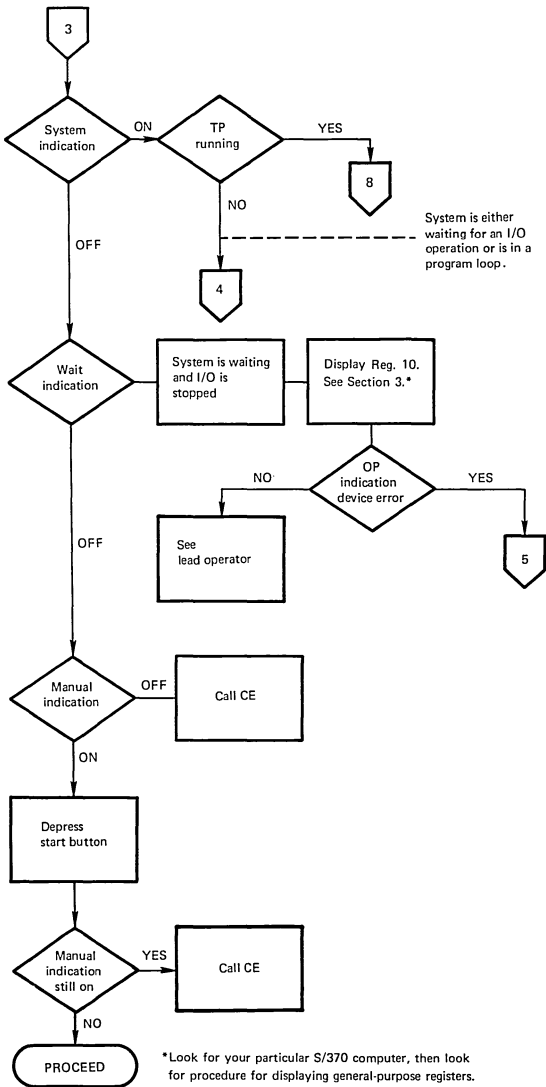 3
System
indication
ON
TP
running
YES
8
NO
System is either
waiting for an I/O
operation or is in a
program loop.
OFF
4
Wait
indication
System is waiting
and I/O is
stopped
Display Reg. 10.
See Section 3.*
OP
indication
device error
NO
YES
See
lead operator
5
OFF
Manual
indication
OFF
Call CE
ON
Depress
start button
Manual
indication
still on
YES
Call CE
NO
PROCEED
*Look for your particular S/370 computer, then look
for procedure for displaying general-purpose registers.